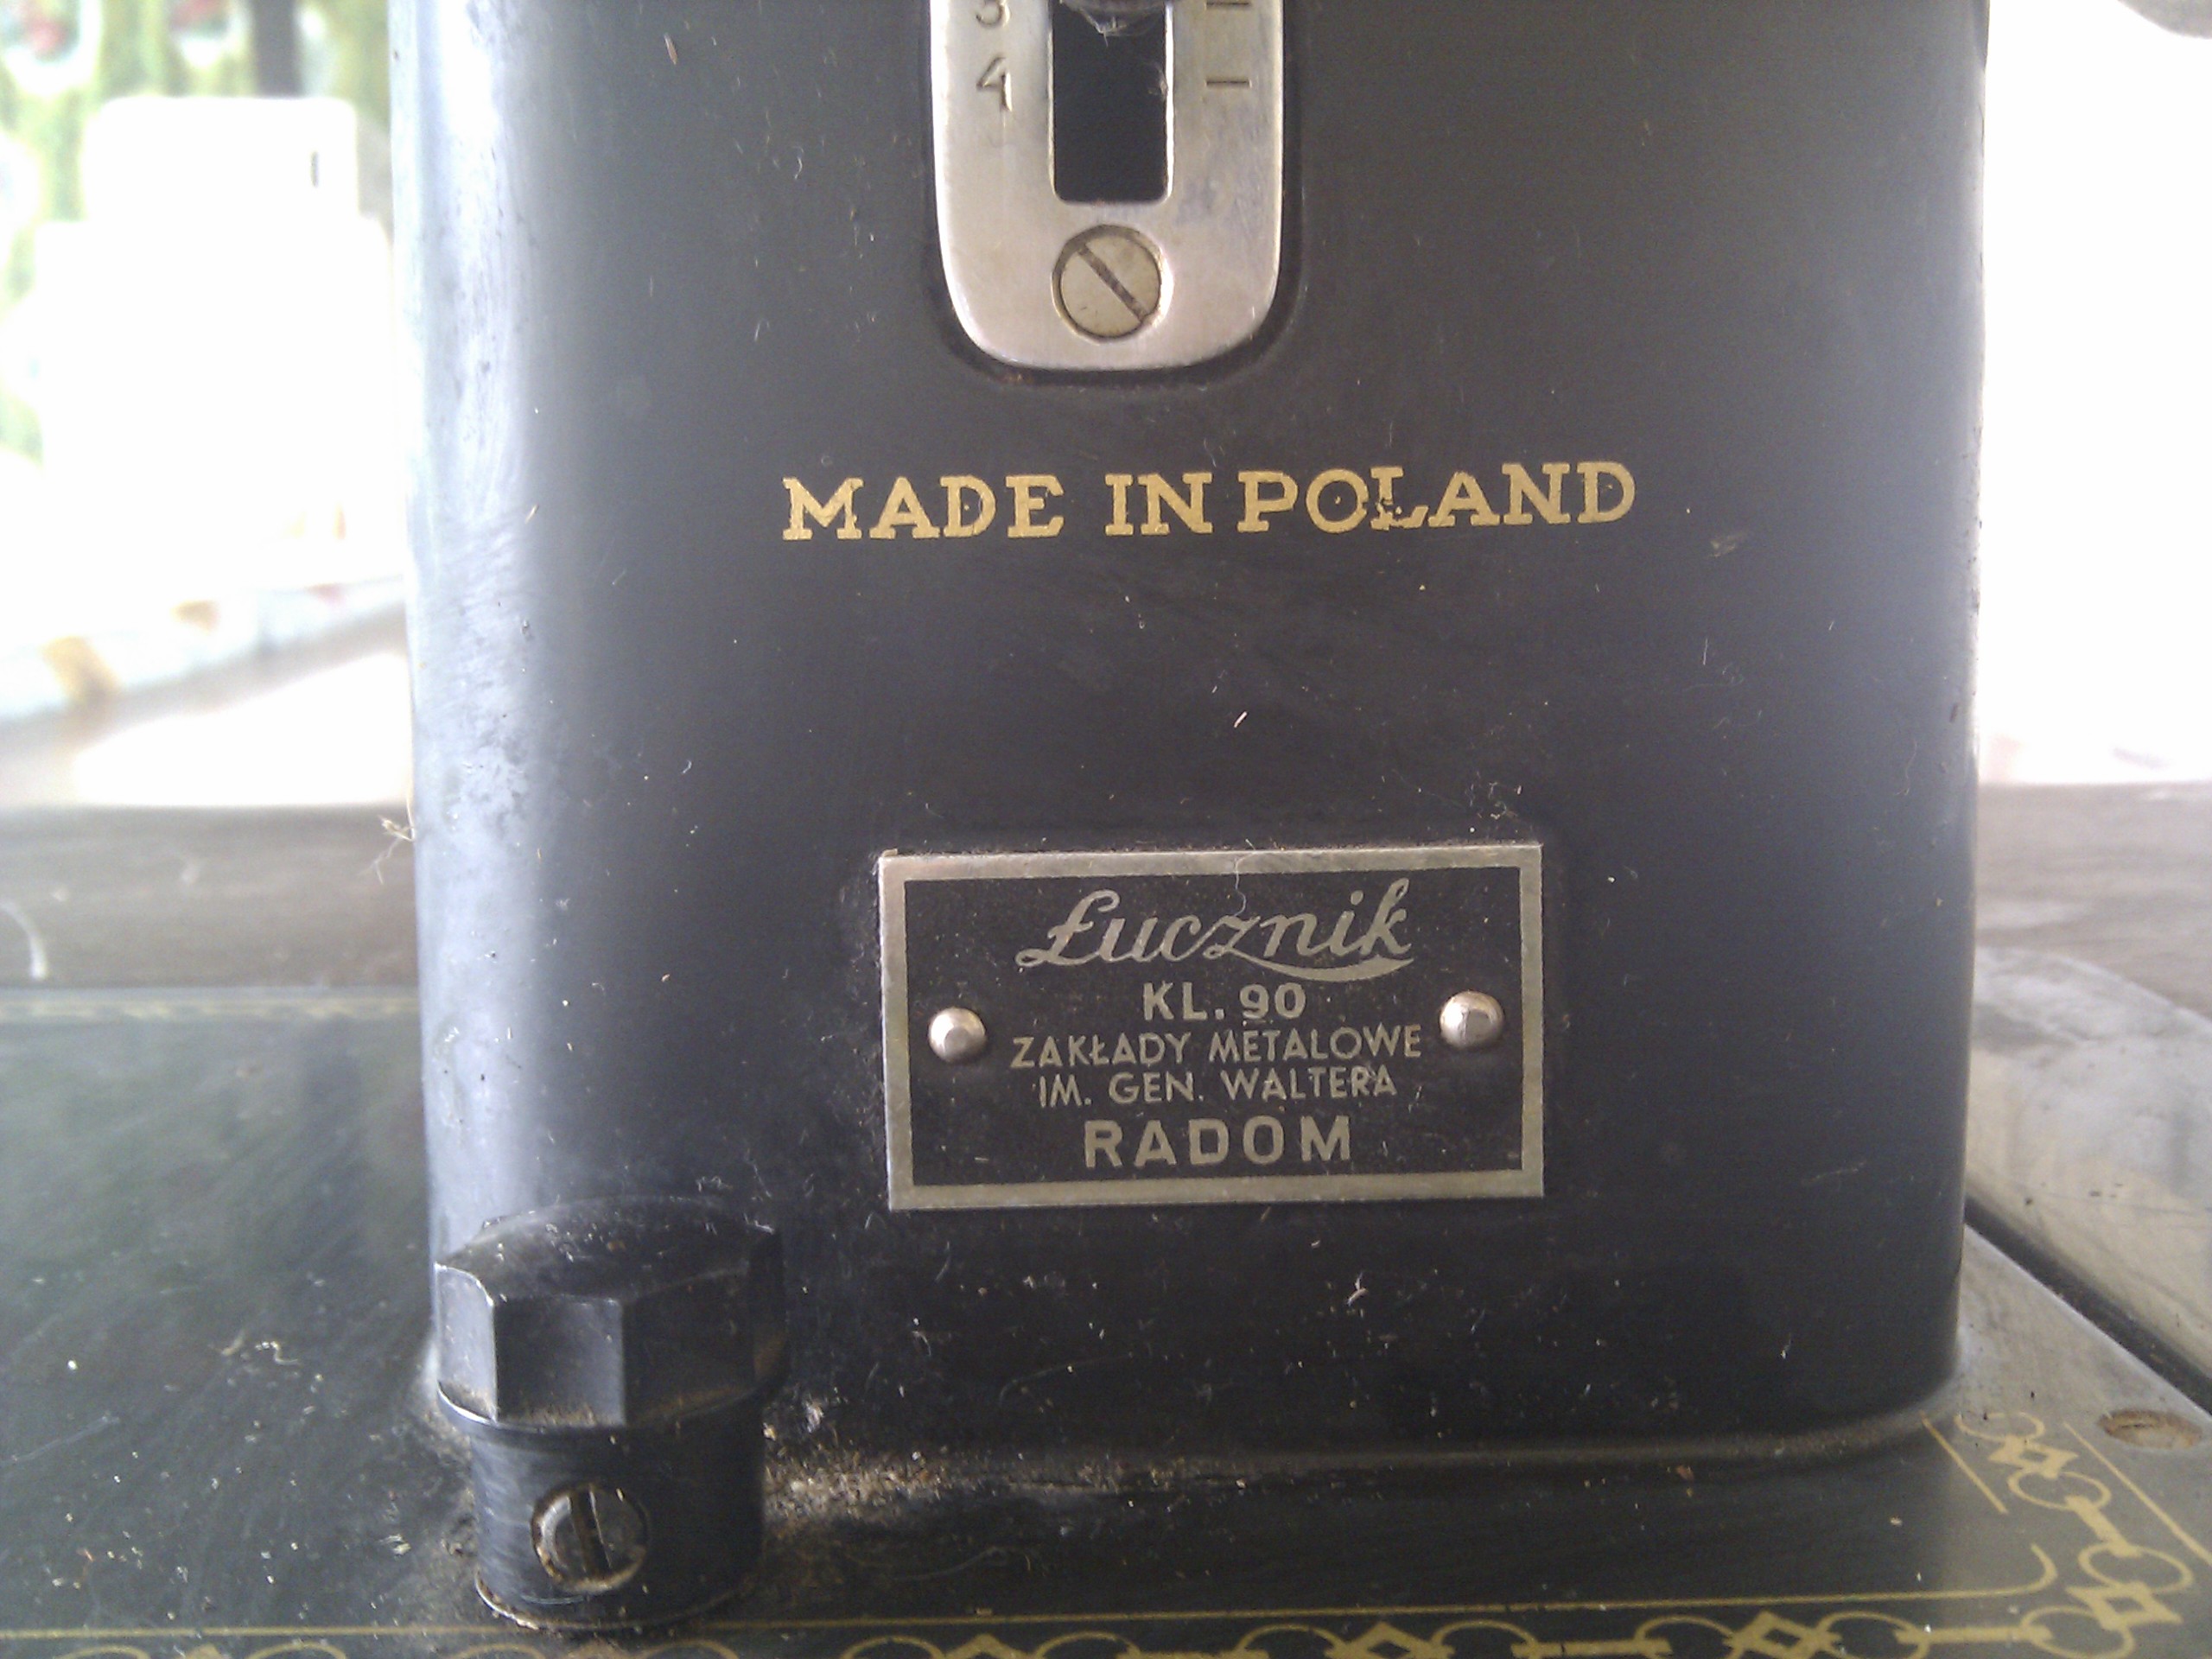 3
4
MADE IN POLAND
Łucznik
KL. 90
ZAKŁADY METALOWE
IM. GEN. WALTERA
RADOM